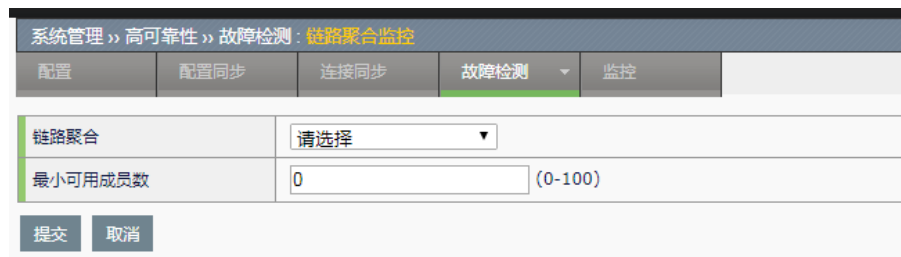 系统管理 ›› 高可靠性 ›› 故障检测 : 链路聚合监控
配置 配置同步 连接同步 故障检测 监控
链路聚合 请选择
最小可用成员数 0 (0-100)
提交 取消